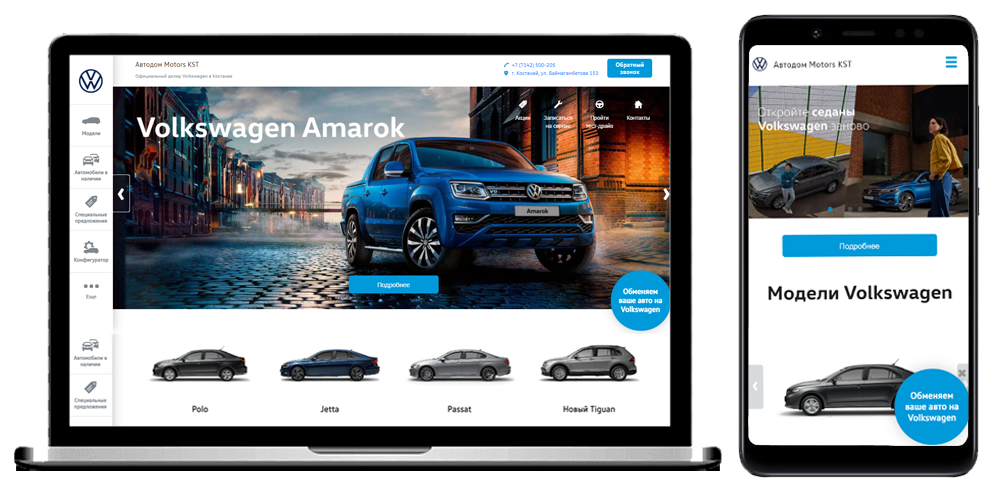 Автодом Motors KST
Официальный дилер Volkswagen в Костанае
+7 (7142) 500-205
г. Костанай, ул. Баймагамбетова 153
Обратный
звонок
Модели
Автомобили в
наличии
Специальные
предложения
Конфигуратор
Еще
Автомобили в
наличии
Специальные
предложения
Volkswagen Amarok
Акции
Записаться
на сервис
Пройти
тест-драйв
Контакты
Amarok
Подробнее
Обменяем
ваше авто на
Volkswagen
Polo
Jetta
Passat
Новый Tiguan
Автодом Motors KST
Откройте седаны
Volkswagen заново
Подробнее
Модели Volkswagen
Обменяем
ваше авто на
Volkswagen